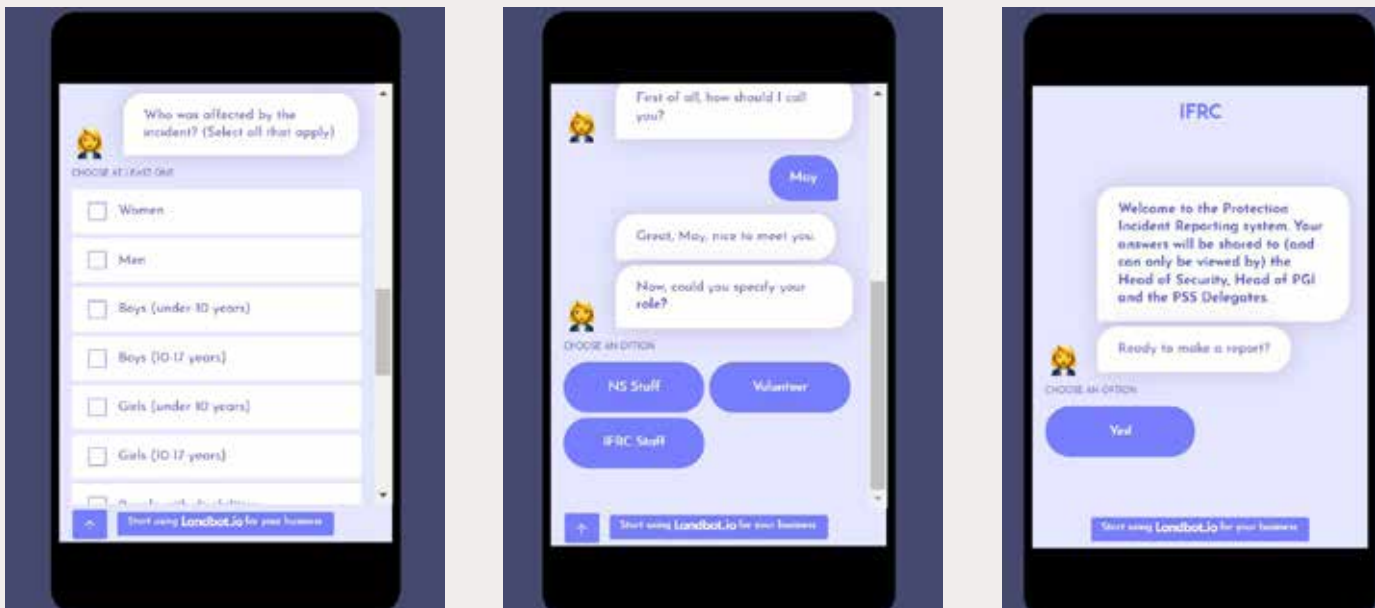 Who was affected by the
incident? (Select all that apply)
CHOOSE AT LEAST ONE
Women
Men
Boys (under 10 years)
Boys (10-17 years)
Girls (under 10 years)
Girls (10-17 years)
Start using Landbot.io for your business
First of all, how should I call
you?
May
Great, May, nice to meet you.
Now, could you specify your
role?
CHOOSE AN OPTION
NS Staff
Volunteer
IFRC Staff
Start using Landbot.io for your business
IFRC
Welcome to the Protection
Incident Reporting system. Your
answers will be shared to (and
can only be viewed by) the
Head of Security, Head of PGI
and the PSS Delegates.
Ready to make a report?
CHOOSE AN OPTION
Yes!
Start using Landbot.io for your business